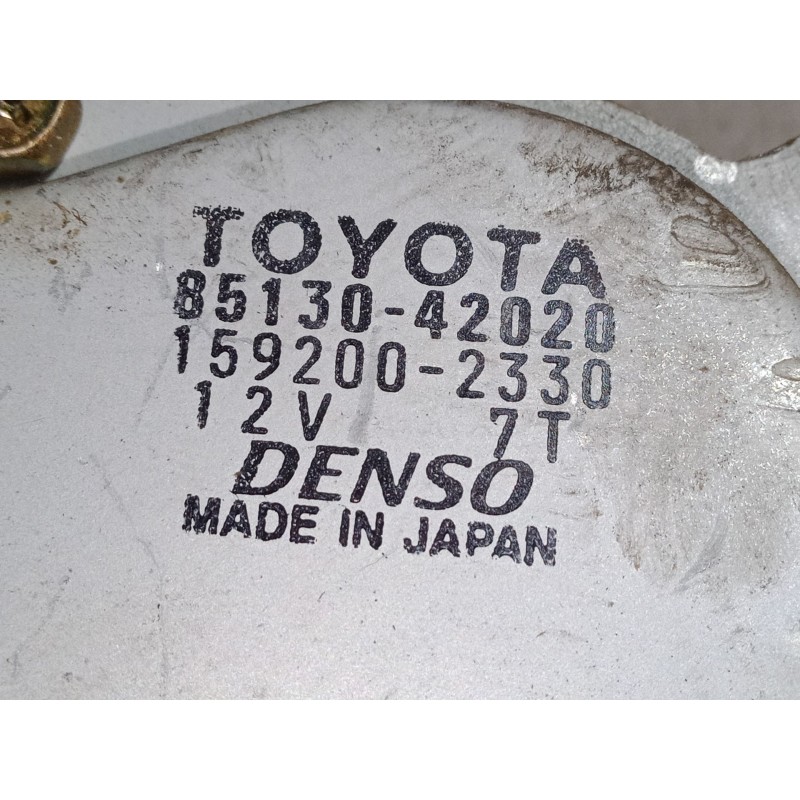 TOYOTA
85130-42020
159200-2330
12V 7T
DENSO
MADE IN JAPAN